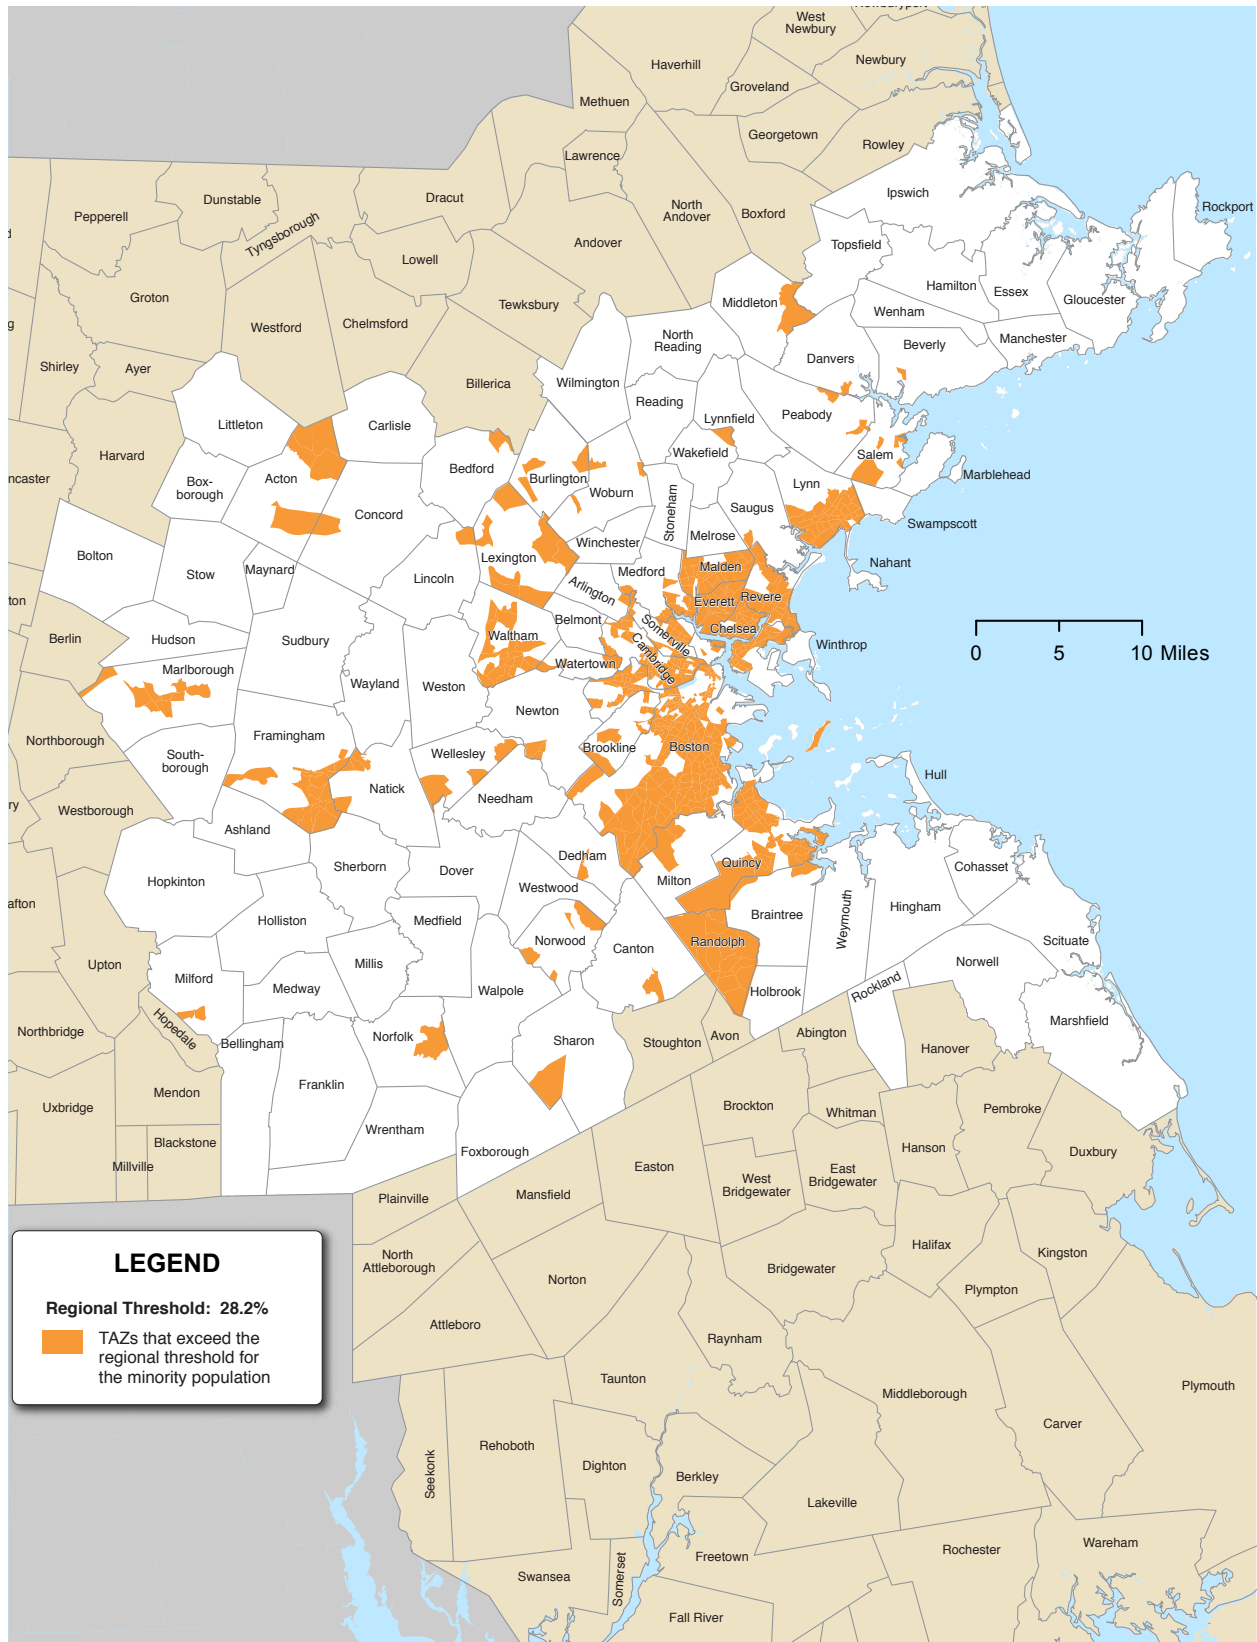 West
Newbury
Haverhill
Newbury
Groveland
Methuen
Georgetown
Rowley
Lawrence
Ipswich
Dracut
Dunstable
North
Andover
Boxford
Rockport
Pepperell
Tyngsborough
Andover
Topsfield
Lowell
Hamilton
Essex
Groton
Tewksbury
Middleton
Gloucester
Wenham
Westford
Chelmsford
North
Reading
Manchester
Beverly
Danvers
Shirley
Ayer
Billerica
Wilmington
Reading
Peabody
Lynnfield
Littleton
Carlisle
Harvard
Wakefield
Salem
Bedford
Marblehead
Acton
Burlington
Lynn
Box-
borough
Woburn
ncaster
Stoneham
Saugus
Concord
Swampscott
Melrose
Winchester
Bolton
Lexington
Nahant
Malden
Stow
Maynard
Medford
Lincoln
Arlington
Everett
Revere
ton
Belmont
Somerville
Chelsea
Berlin
Hudson
Sudbury
Waltham
Winthrop
Cambridge
Watertown
0 5 10 Miles
Marlborough
Wayland
Weston
Newton
Northborough
Framingham
Brookline
Boston
South-
borough
Wellesley
Hull
Natick
Needham
Westborough
ry
Ashland
Dedham
Quincy
Sherborn
Dover
Cohasset
Hopkinton
Milton
Westwood
afton
Holliston
Medfield
Braintree
Weymouth
Hingham
Norwood
Canton
Randolph
Scituate
Upton
Millis
Norwell
Milford
Medway
Walpole
Holbrook
Rockland
Marshfield
Northbridge
Hopedale
Bellingham
Norfolk
Sharon
Stoughton
Avon
Abington
Hanover
Franklin
Mendon
Uxbridge
Brockton
Whitman
Pembroke
Wrentham
Blackstone
Hanson
Foxborough
Duxbury
Millville
Easton
East
Bridgewater
West
Bridgewater
Plainville
Mansfield
Halifax
Kingston
North
Attleborough
Bridgewater
Norton
Plympton
Attleboro
Raynham
Taunton
Middleborough
Plymouth
Carver
Rehoboth
Seekonk
Dighton
Berkley
Lakeville
Wareham
Rochester
Freetown
Swansea
Somerset
Fall River
LEGEND
Regional Threshold: 28.2%
TAZs that exceed the
regional threshold for
the minority population